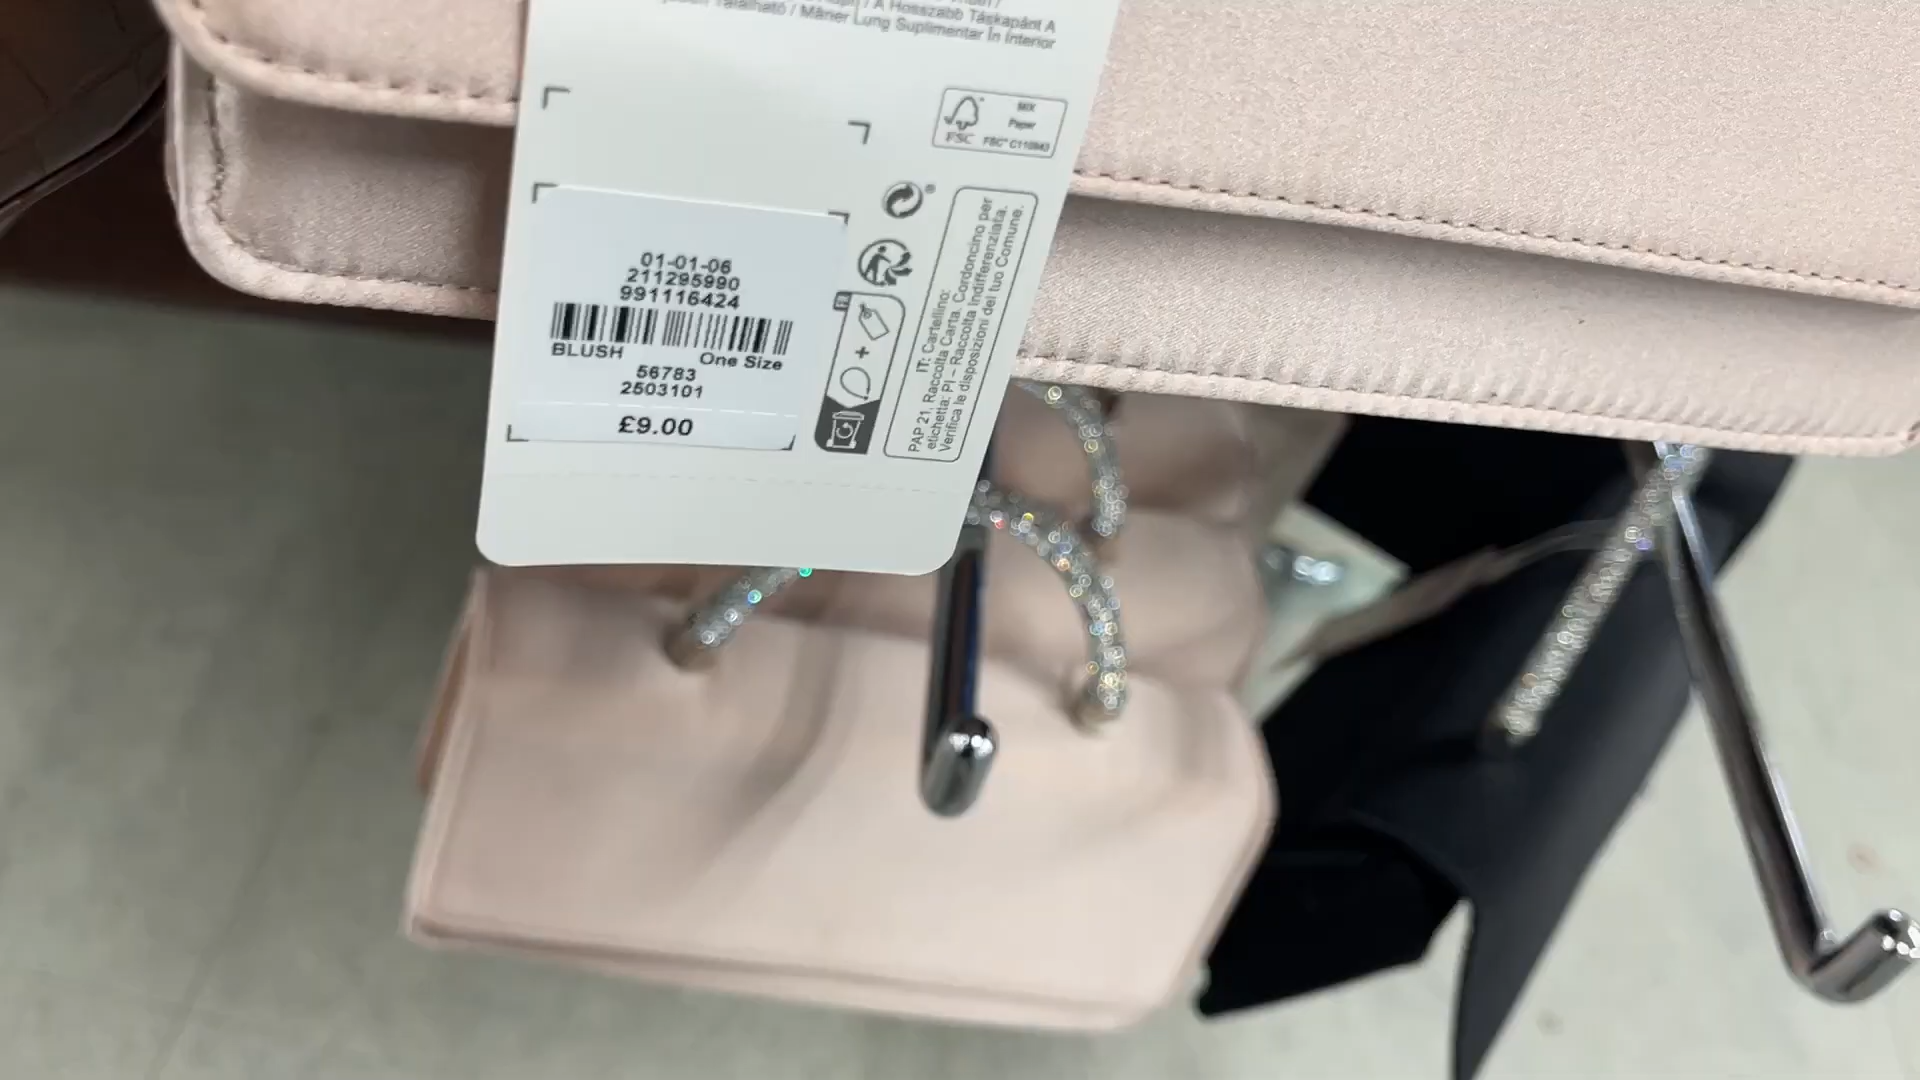 A Hosszabb Táskapánt A
Található / Mâner Lung Suplimentar În Interior
MIX
Paper
FSC FSC® C110943
01-01-06
211295990
991116424
BLUSH One Size
56783
2503101
£9.00
FR
IT: Cartellino:
PAP 21, Raccolta Carta. Cordoncino per
etichetta: PI – Raccolta Indifferenziata.
Verifica le disposizioni del tuo Comune.